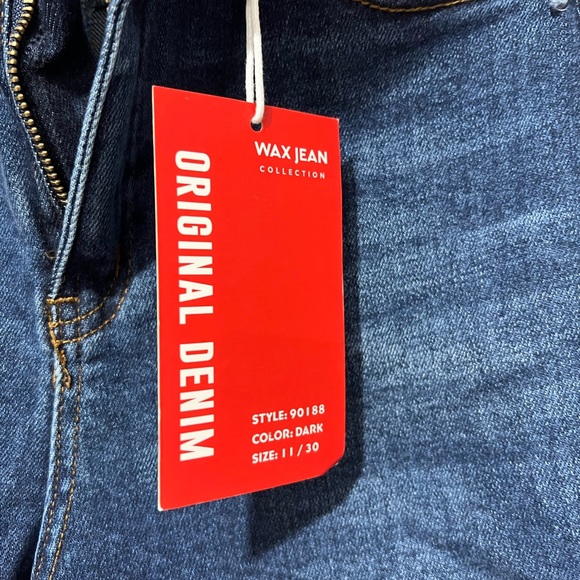 WAX JEAN
COLLECTION
ORIGINAL DENIM
STYLE: 90188
COLOR: DARK
SIZE: 11 / 30